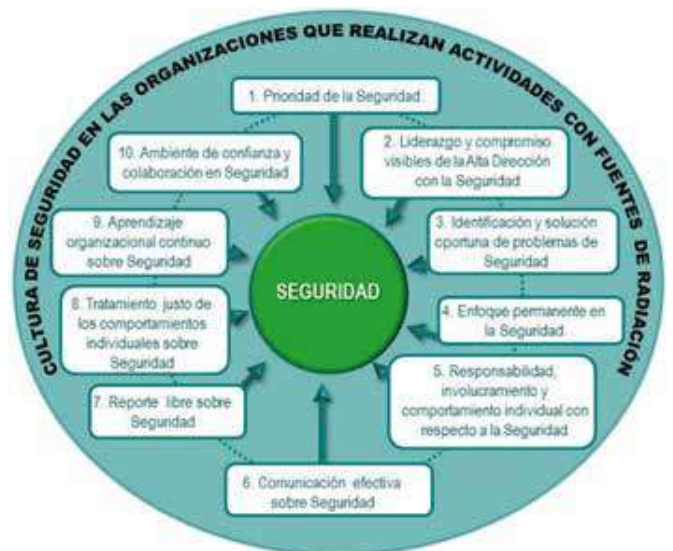 CULTURA DE SEGURIDAD EN LAS ORGANIZACIONES QUE REALIZAN ACTIVIDADES CON FUENTES DE RADIACIÓN
1. Prioridad de la Seguridad
2. Liderazgo y compromiso
visibles de la Alta Dirección
con la Seguridad
3. Identificación y solución
oportuna de problemas de
Seguridad
4. Enfoque permanente en
la Seguridad
5. Responsabilidad,
involucramiento y
comportamiento individual con
respecto a la Seguridad
6. Comunicación efectiva
sobre Seguridad
7. Reporte libre sobre
Seguridad
8. Tratamiento justo de
los comportamientos
individuales sobre
Seguridad
9. Aprendizaje
organizacional continuo
sobre Seguridad
10. Ambiente de confianza y
colaboración en Seguridad
SEGURIDAD